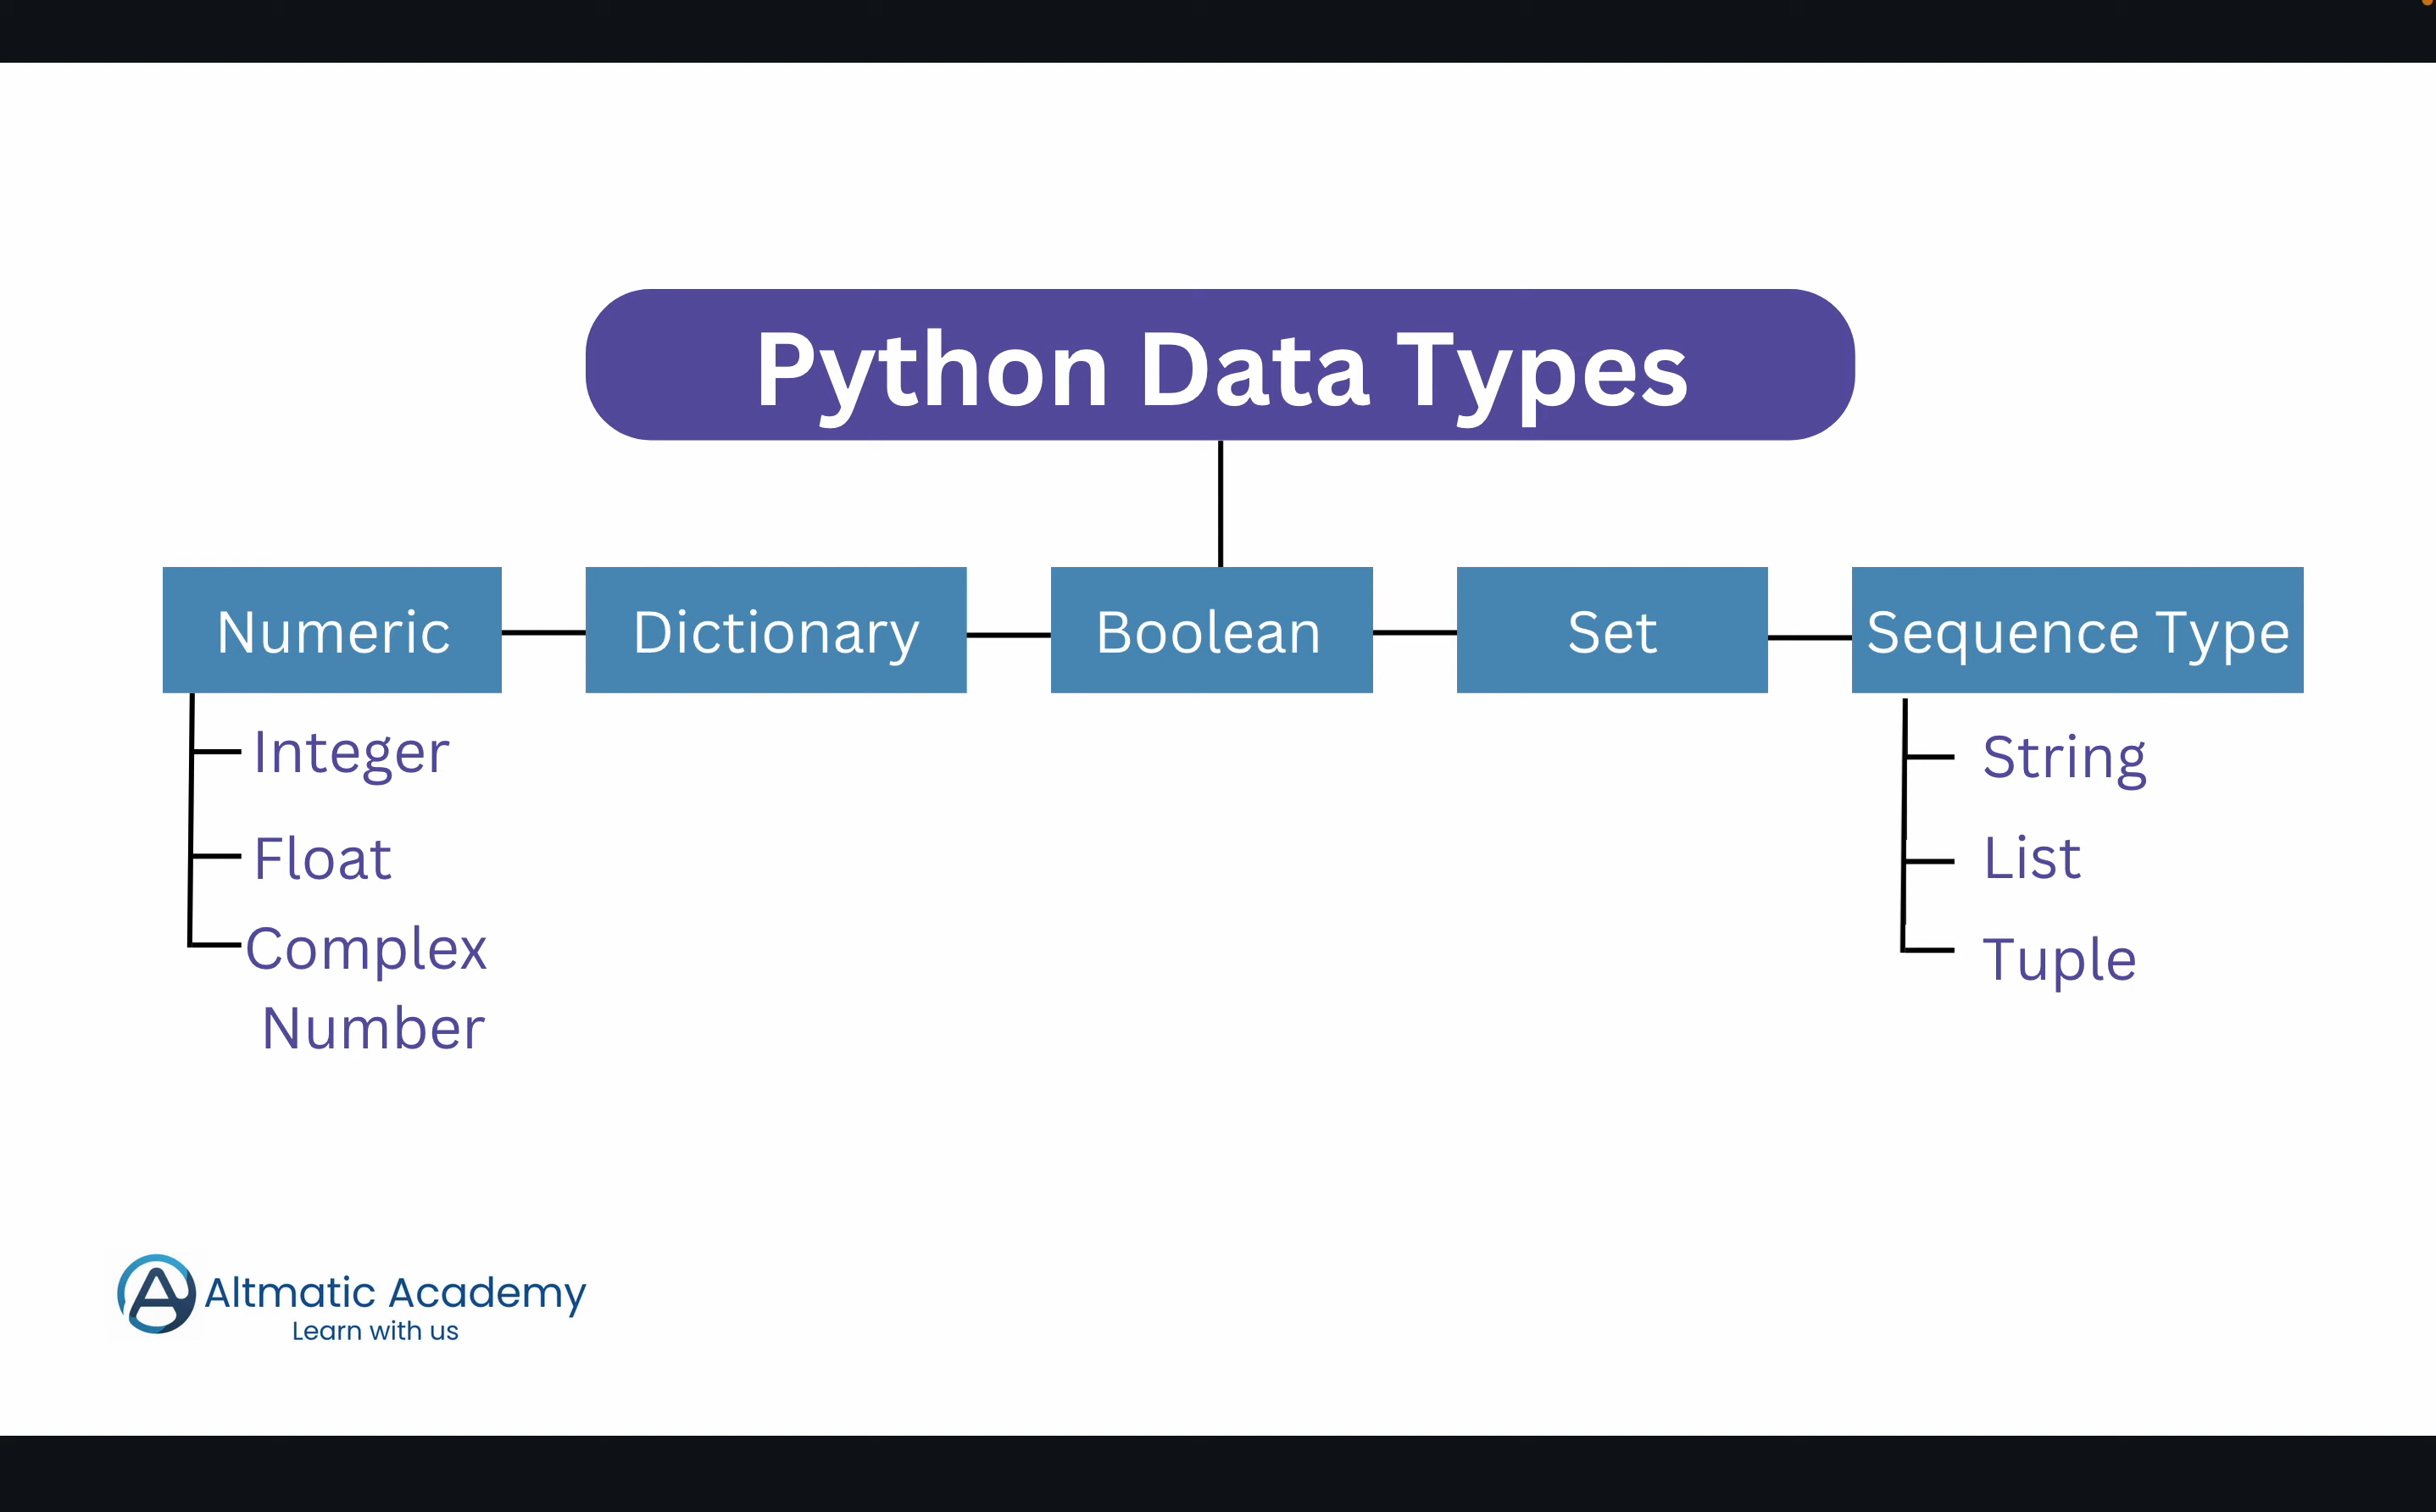 Python Data Types
Numeric
Dictionary
Boolean
Set
Sequence Type
Integer
Float
Complex
Number
String
List
Tuple
Altmatic Academy
Learn with us